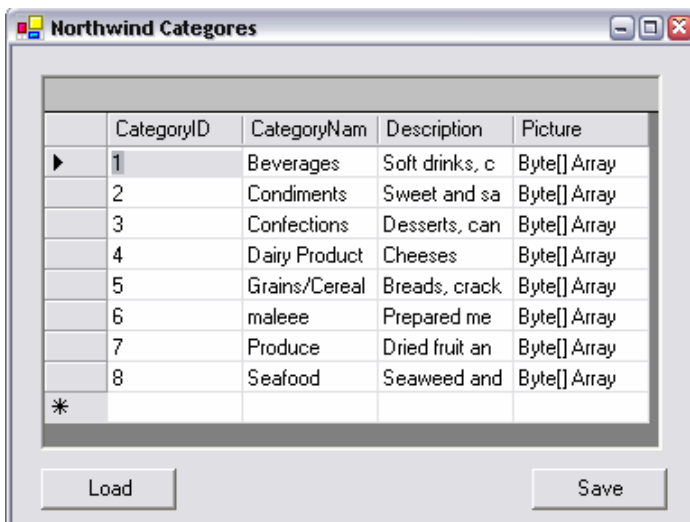 Northwind Categores
CategoryID CategoryNam Description Picture
1 Beverages Soft drinks, c Byte[] Array
2 Condiments Sweet and sa Byte[] Array
3 Confections Desserts, can Byte[] Array
4 Dairy Product Cheeses Byte[] Array
5 Grains/Cereal Breads, crack Byte[] Array
6 maleee Prepared me Byte[] Array
7 Produce Dried fruit an Byte[] Array
8 Seafood Seaweed and Byte[] Array
Load Save